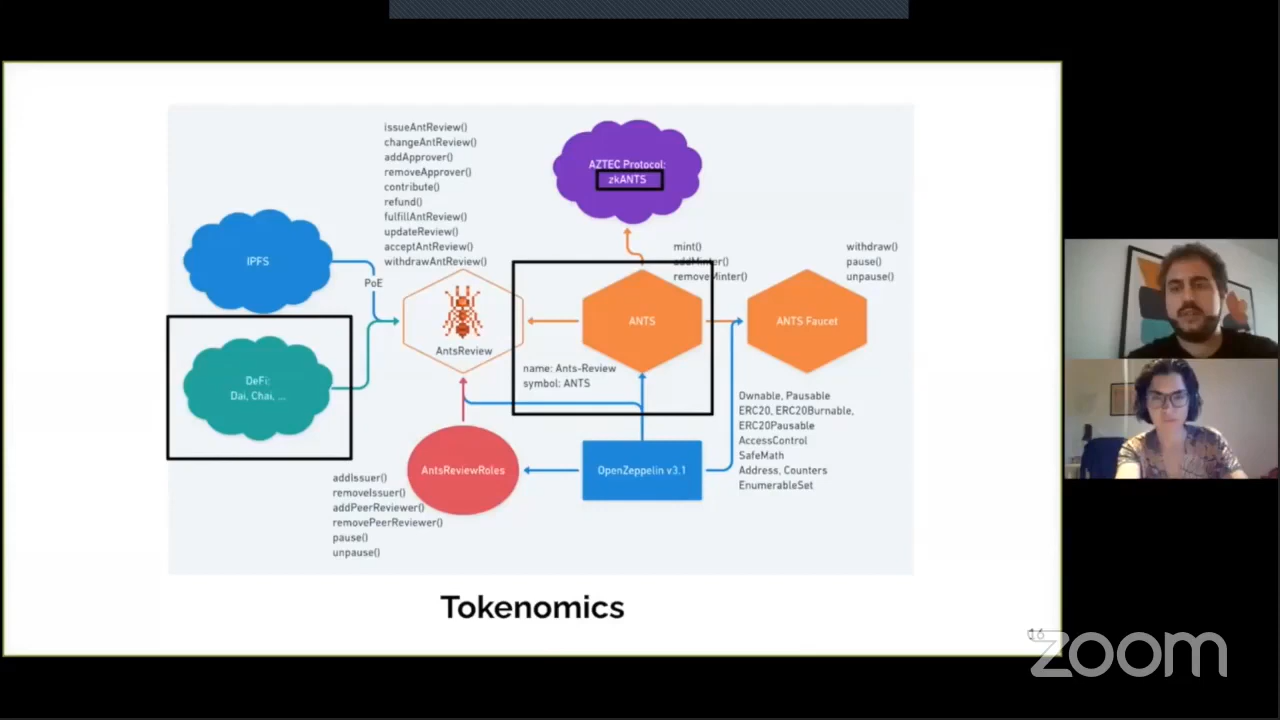 issueAntReview()
changeAntReview()
addApprover()
removeApprover()
contribute()
refund()
fulfillAntReview()
updateReview()
acceptAntReview()
withdrawAntReview()
AZTEC Protocol:
zkANTS
mint()
addMinter()
removeMinter()
withdraw()
pause()
unpause()
IPFS
PoE
AntsReview
ANTS
ANTS Faucet
name: Ants-Review
symbol: ANTS
DeFi:
Dai, Chai, ...
Ownable, Pausable
ERC20, ERC20Burnable,
ERC20Pausable
AccessControl
SafeMath
Address, Counters
EnumerableSet
AntsReviewRoles
OpenZeppelin v3.1
addIssuer()
removeIssuer()
addPeerReviewer()
removePeerReviewer()
pause()
unpause()
Tokenomics
16
zoom